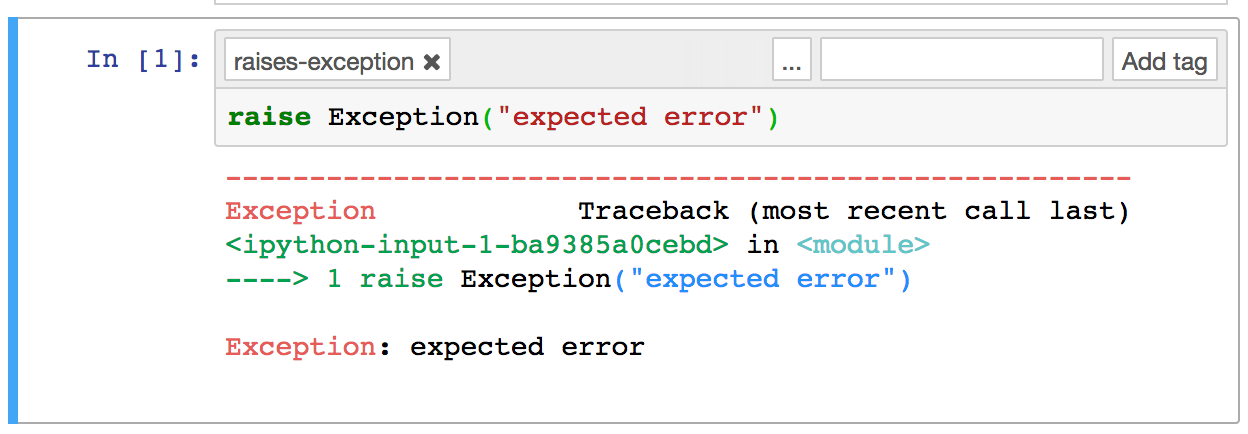 In [1]:
raises-exception ✖ ... Add tag
raise Exception("expected error")
------------------------------------------------------
Exception Traceback (most recent call last)
<ipython-input-1-ba9385a0cebd> in <module>
----> 1 raise Exception("expected error")
Exception: expected error